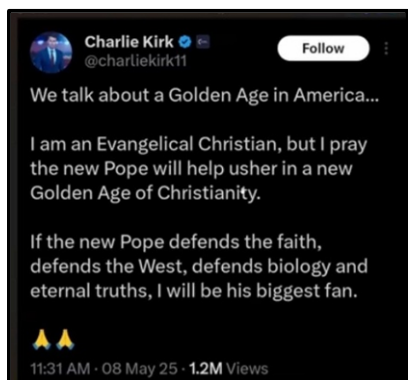 Charlie Kirk
@charliekirk11
Follow
We talk about a Golden Age in America...
I am an Evangelical Christian, but I pray
the new Pope will help usher in a new
Golden Age of Christianity.
If the new Pope defends the faith,
defends the West, defends biology and
eternal truths, I will be his biggest fan.
🙏🙏
11:31 AM · 08 May 25 · 1.2M Views